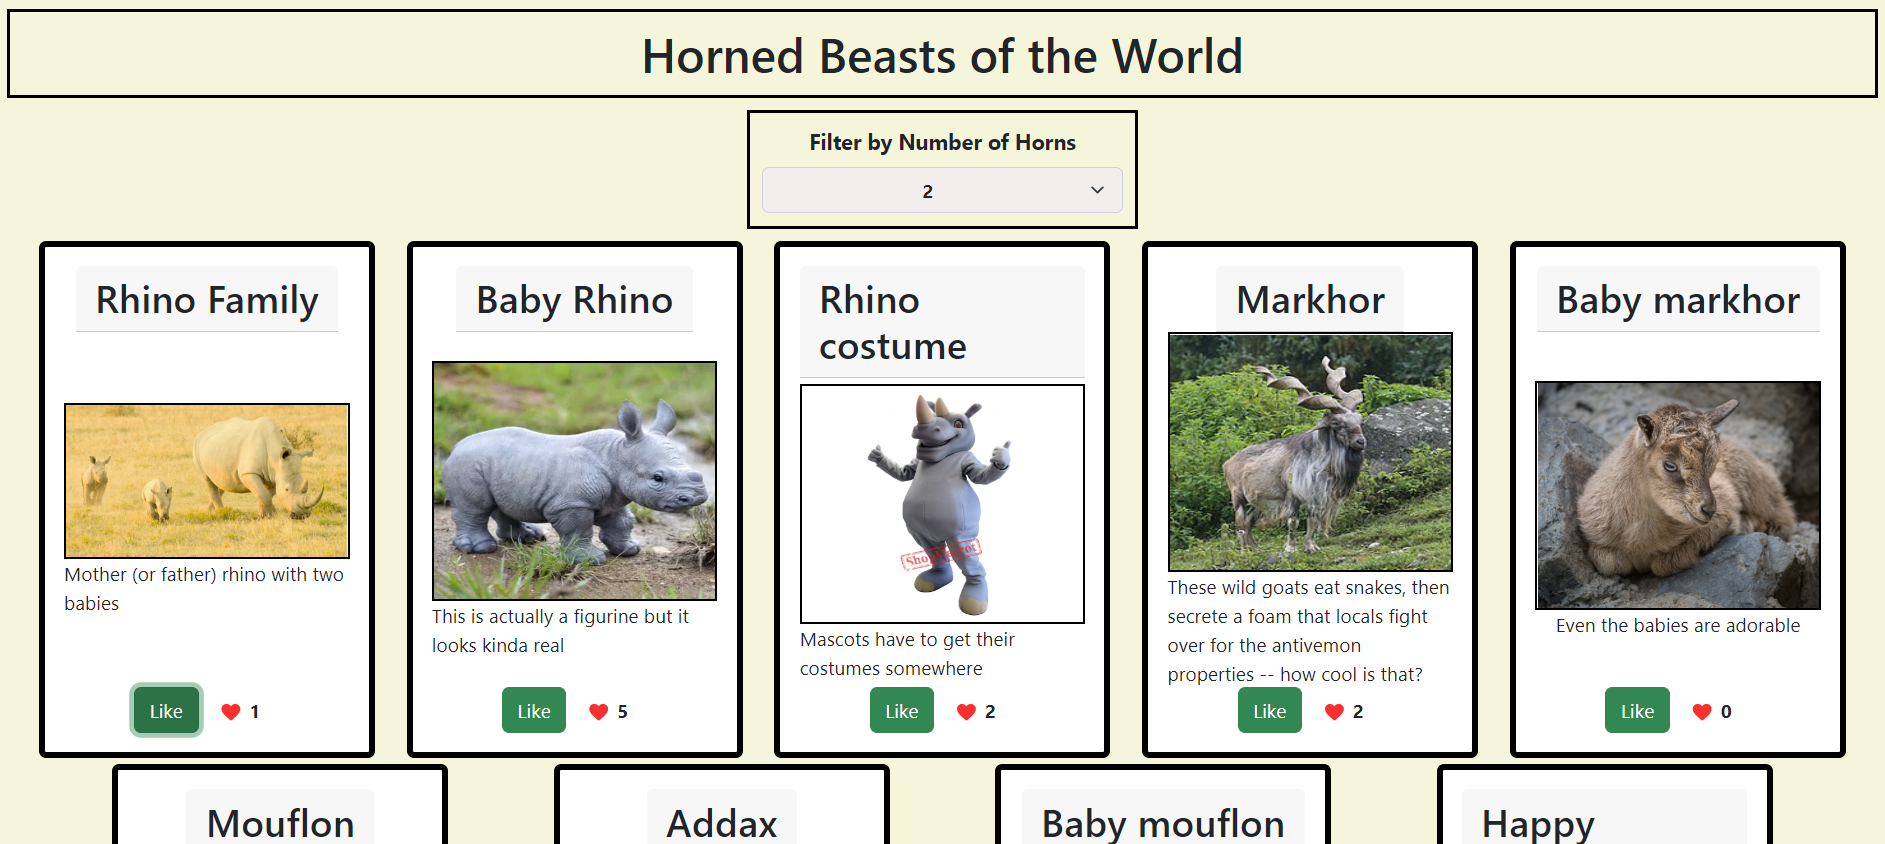 Horned Beasts of the World
Filter by Number of Horns
2
Rhino Family
Mother (or father) rhino with two
babies
Like
1
Baby Rhino
This is actually a figurine but it
looks kinda real
Like
5
Rhino
costume
Mascots have to get their
costumes somewhere
Like
2
Markhor
These wild goats eat snakes, then
secrete a foam that locals fight
over for the antivemon
properties -- how cool is that?
Like
2
Baby markhor
Even the babies are adorable
Like
0
Mouflon
Addax
Baby mouflon
Happy